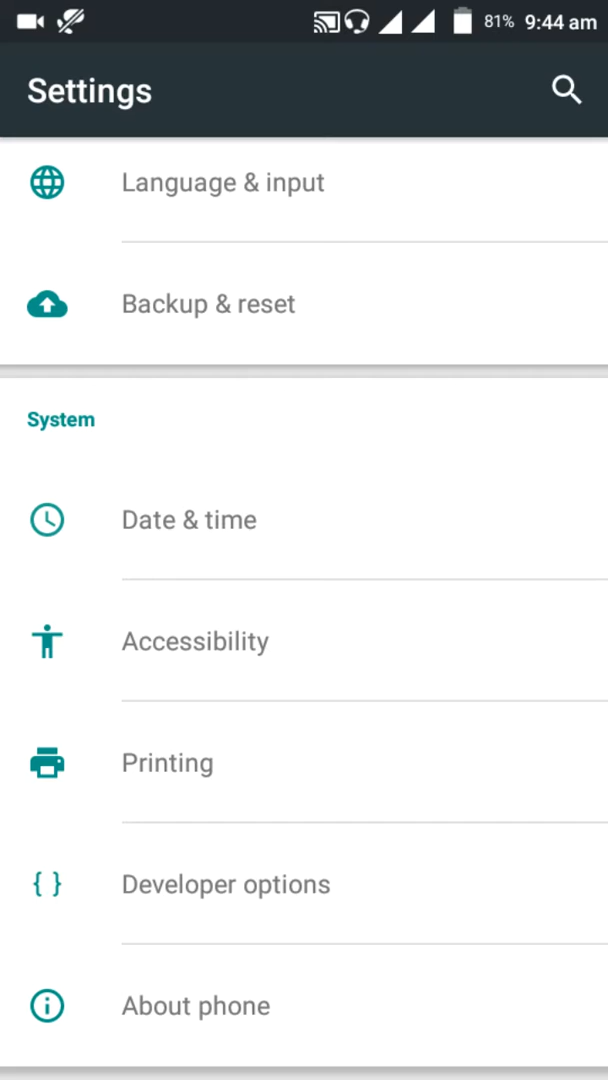 81% 9:44 am
Settings
Language & input
Backup & reset
System
Date & time
Accessibility
Printing
{ } Developer options
About phone